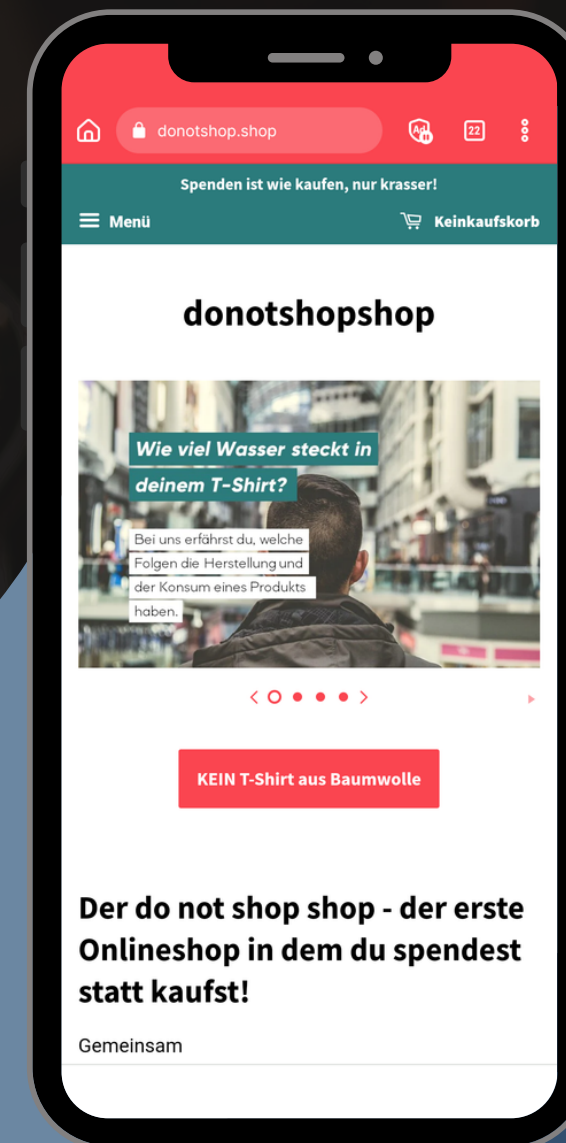 donotshop.shop
22
Spenden ist wie kaufen, nur krasser!
Menü
Keinkaufskorb
donotshopshop
Wie viel Wasser steckt in
deinem T-Shirt?
Bei uns erfährst du, welche
Folgen die Herstellung und
der Konsum eines Produkts
haben.
KEIN T-Shirt aus Baumwolle
Der do not shop shop - der erste
Onlineshop in dem du spendest
statt kaufst!
Gemeinsam